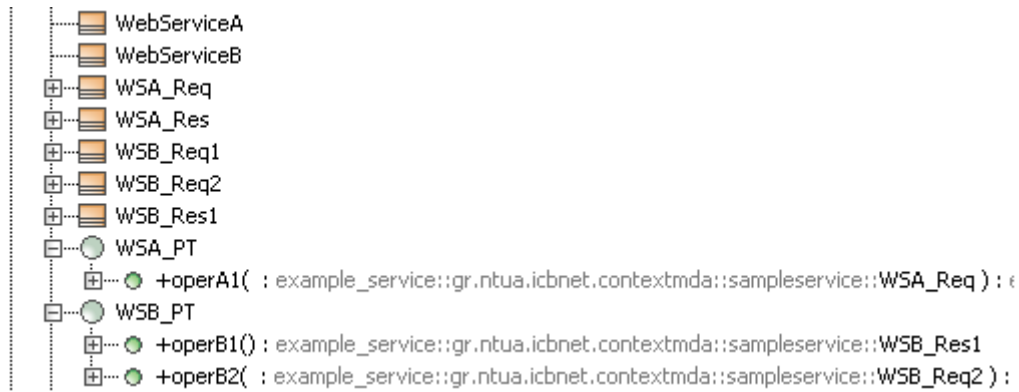 WebServiceA
WebServiceB
WSA_Req
WSA_Res
WSB_Req1
WSB_Req2
WSB_Res1
WSA_PT
+operA1( : example_service::gr.ntua.icbnet.contextmda::sampleservice::WSA_Req ) :
WSB_PT
+operB1() : example_service::gr.ntua.icbnet.contextmda::sampleservice::WSB_Res1
+operB2( : example_service::gr.ntua.icbnet.contextmda::sampleservice::WSB_Req2 ) :